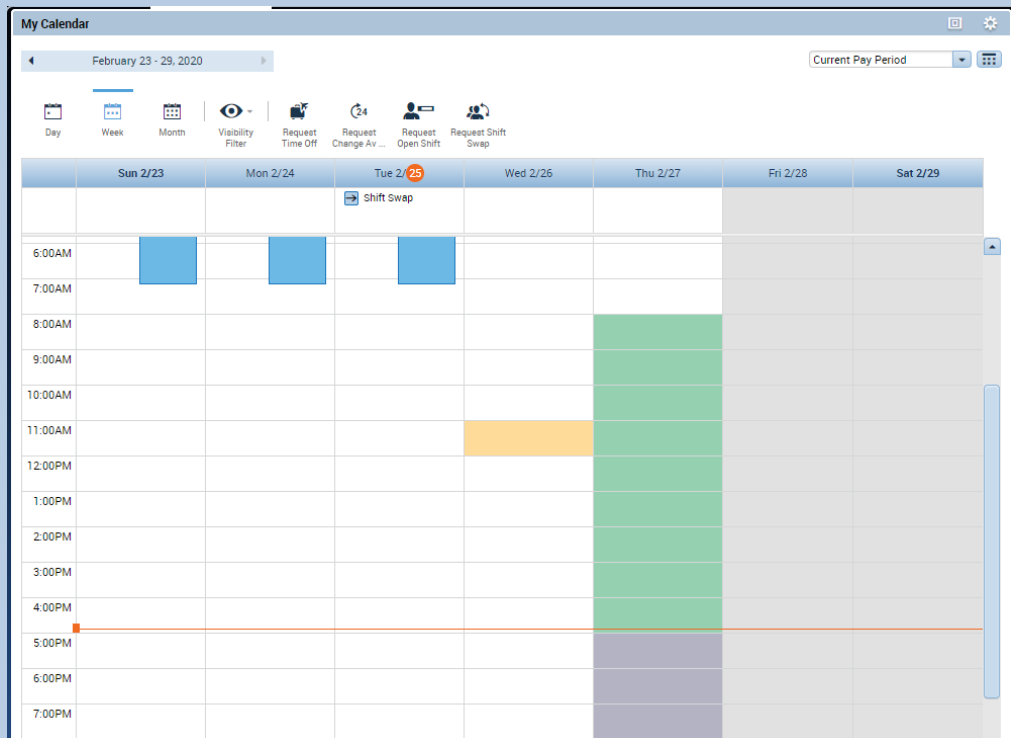 My Calendar
February 23 - 29, 2020
Current Pay Period
Day
Week
Month
Visibility
Filter
Request
Time Off
Request
Change Av ...
Request
Open Shift
Request Shift
Swap
24
Sun 2/23
Mon 2/24
Tue 2/25
Wed 2/26
Thu 2/27
Fri 2/28
Sat 2/29
Shift Swap
6:00AM
7:00AM
8:00AM
9:00AM
10:00AM
11:00AM
12:00PM
1:00PM
2:00PM
3:00PM
4:00PM
5:00PM
6:00PM
7:00PM